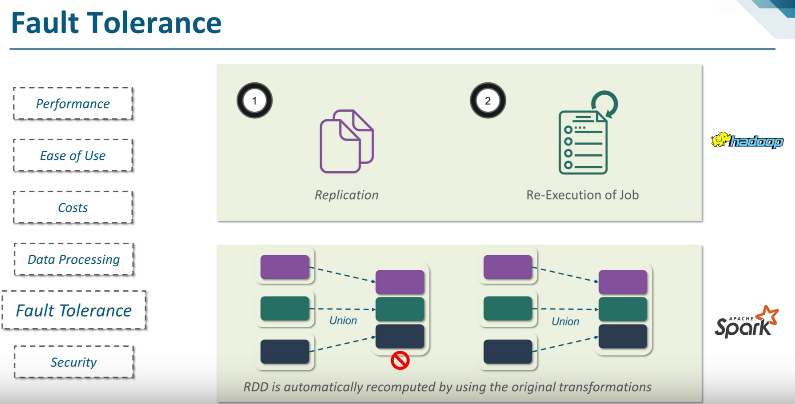 Fault Tolerance
Performance
Ease of Use
Costs
Data Processing
Fault Tolerance
Security
1
2
Replication
Re-Execution of Job
hadoop
Union
Union
RDD is automatically recomputed by using the original transformations
APACHE
Spark